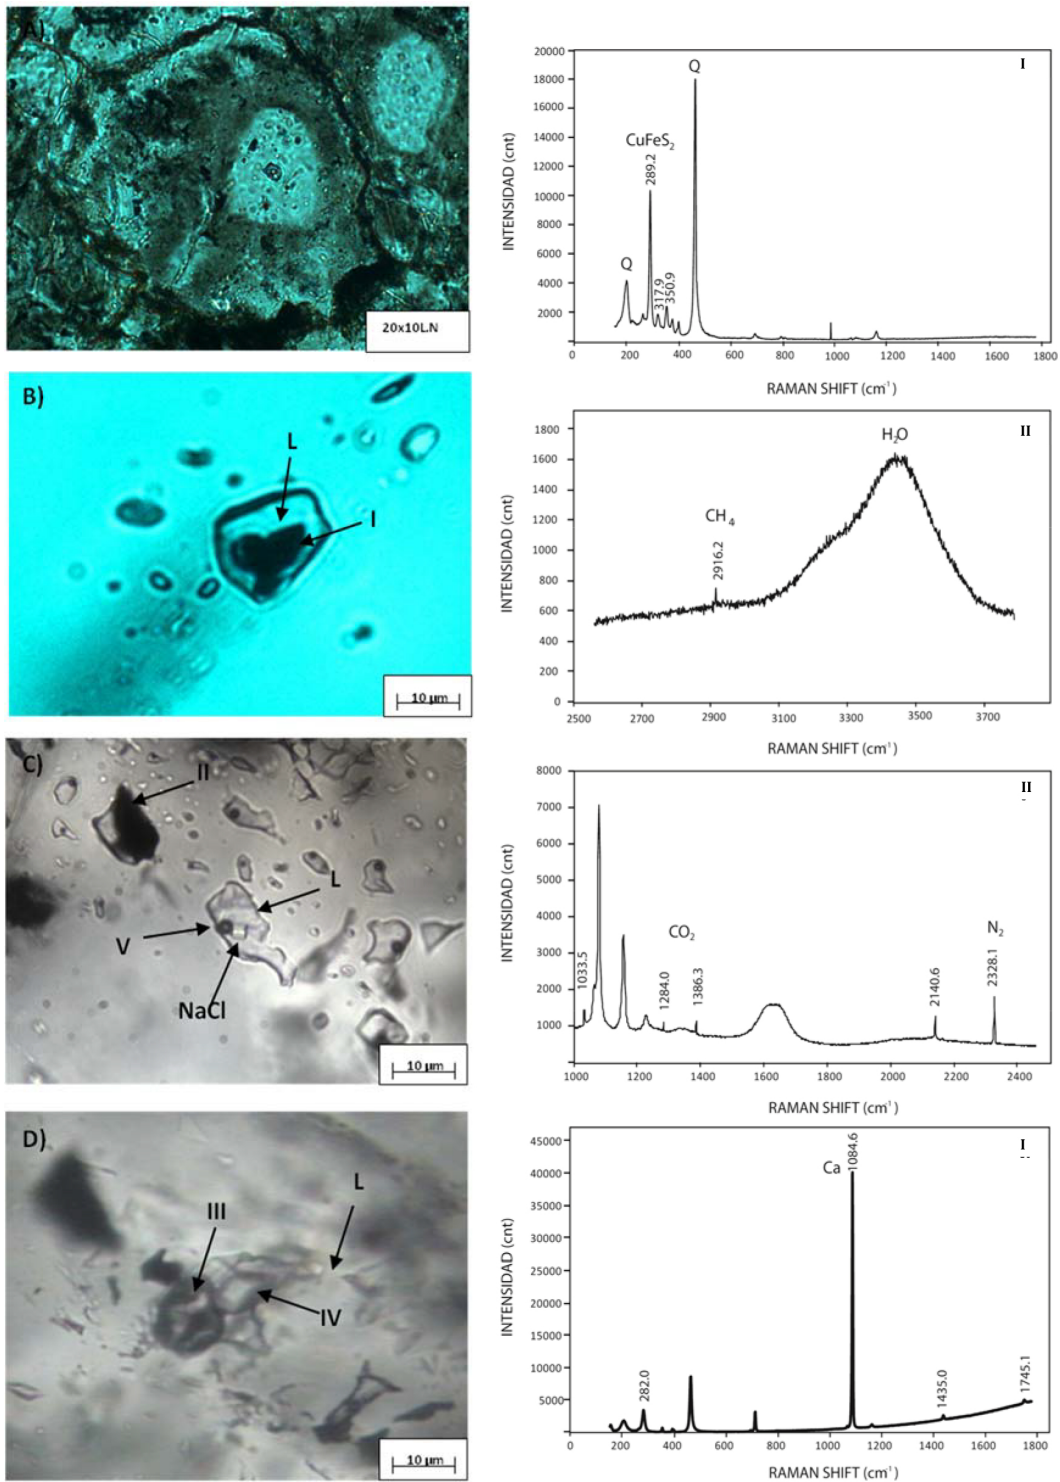 A)
20x10LN
B)
L
I
10 µm
C)
II
L
V
NaCl
10 µm
D)
L
III
IV
10 µm
I
20000
18000
16000
14000
12000
10000
8000
6000
4000
2000
INTENSIDAD (cnt)
Q
CuFeS2
289.2
Q
317.9
350.9
0 200 400 600 800 1000 1200 1400 1600 1800
RAMAN SHIFT (cm-1)
II
1800
1600
1400
1200
1000
800
600
400
200
0
INTENSIDAD (cnt)
H2O
CH4
2916.2
2500 2700 2900 3100 3300 3500 3700
RAMAN SHIFT (cm-1)
II
8000
7000
6000
5000
4000
3000
2000
1000
INTENSIDAD (cnt)
1033.5
CO2
1284.0
1386.3
N2
2140.6
2328.1
1000 1200 1400 1600 1800 2000 2200 2400
RAMAN SHIFT (cm-1)
I
45000
40000
35000
30000
25000
20000
15000
10000
5000
INTENSIDAD (cnt)
Ca
1084.6
282.0
1435.0
1745.1
0 200 400 600 800 1000 1200 1400 1600 1800
RAMAN SHIFT (cm-1)